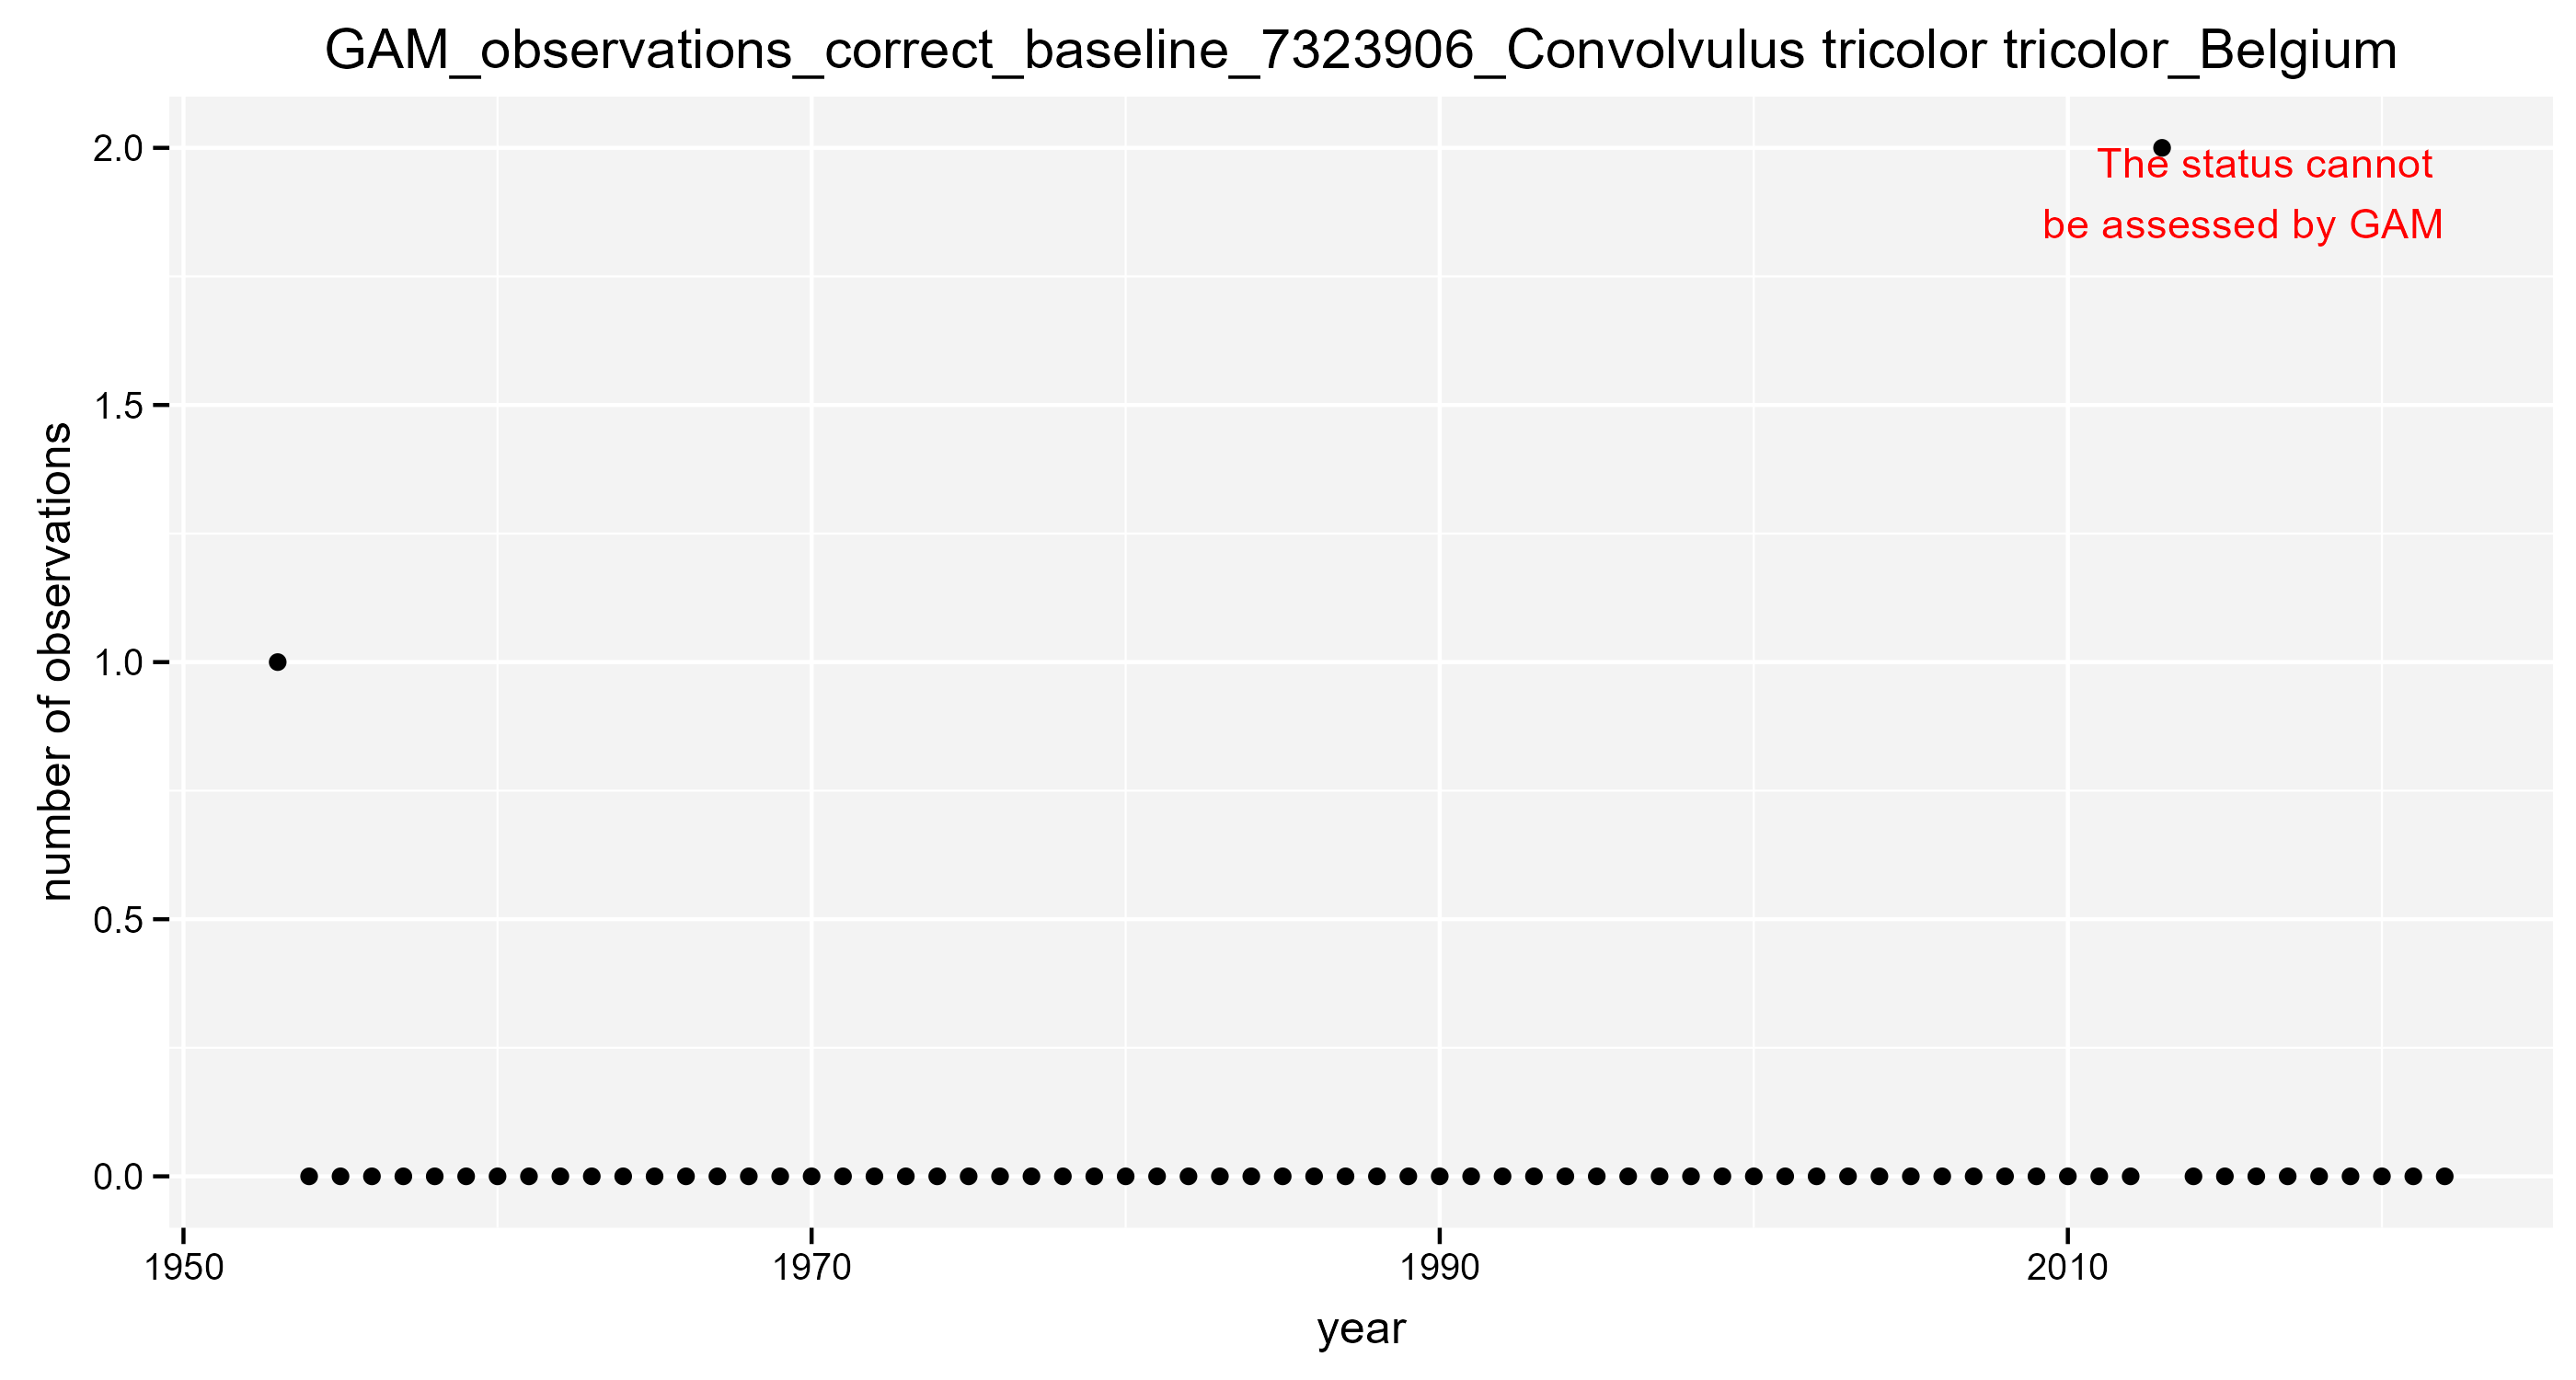 GAM_observations_correct_baseline_7323906_Convolvulus tricolor tricolor_Belgium
2.0
The status cannot
be assessed by GAM
1.5
number of observations
1.0
0.5
0.0
1950
1970
1990
2010
year